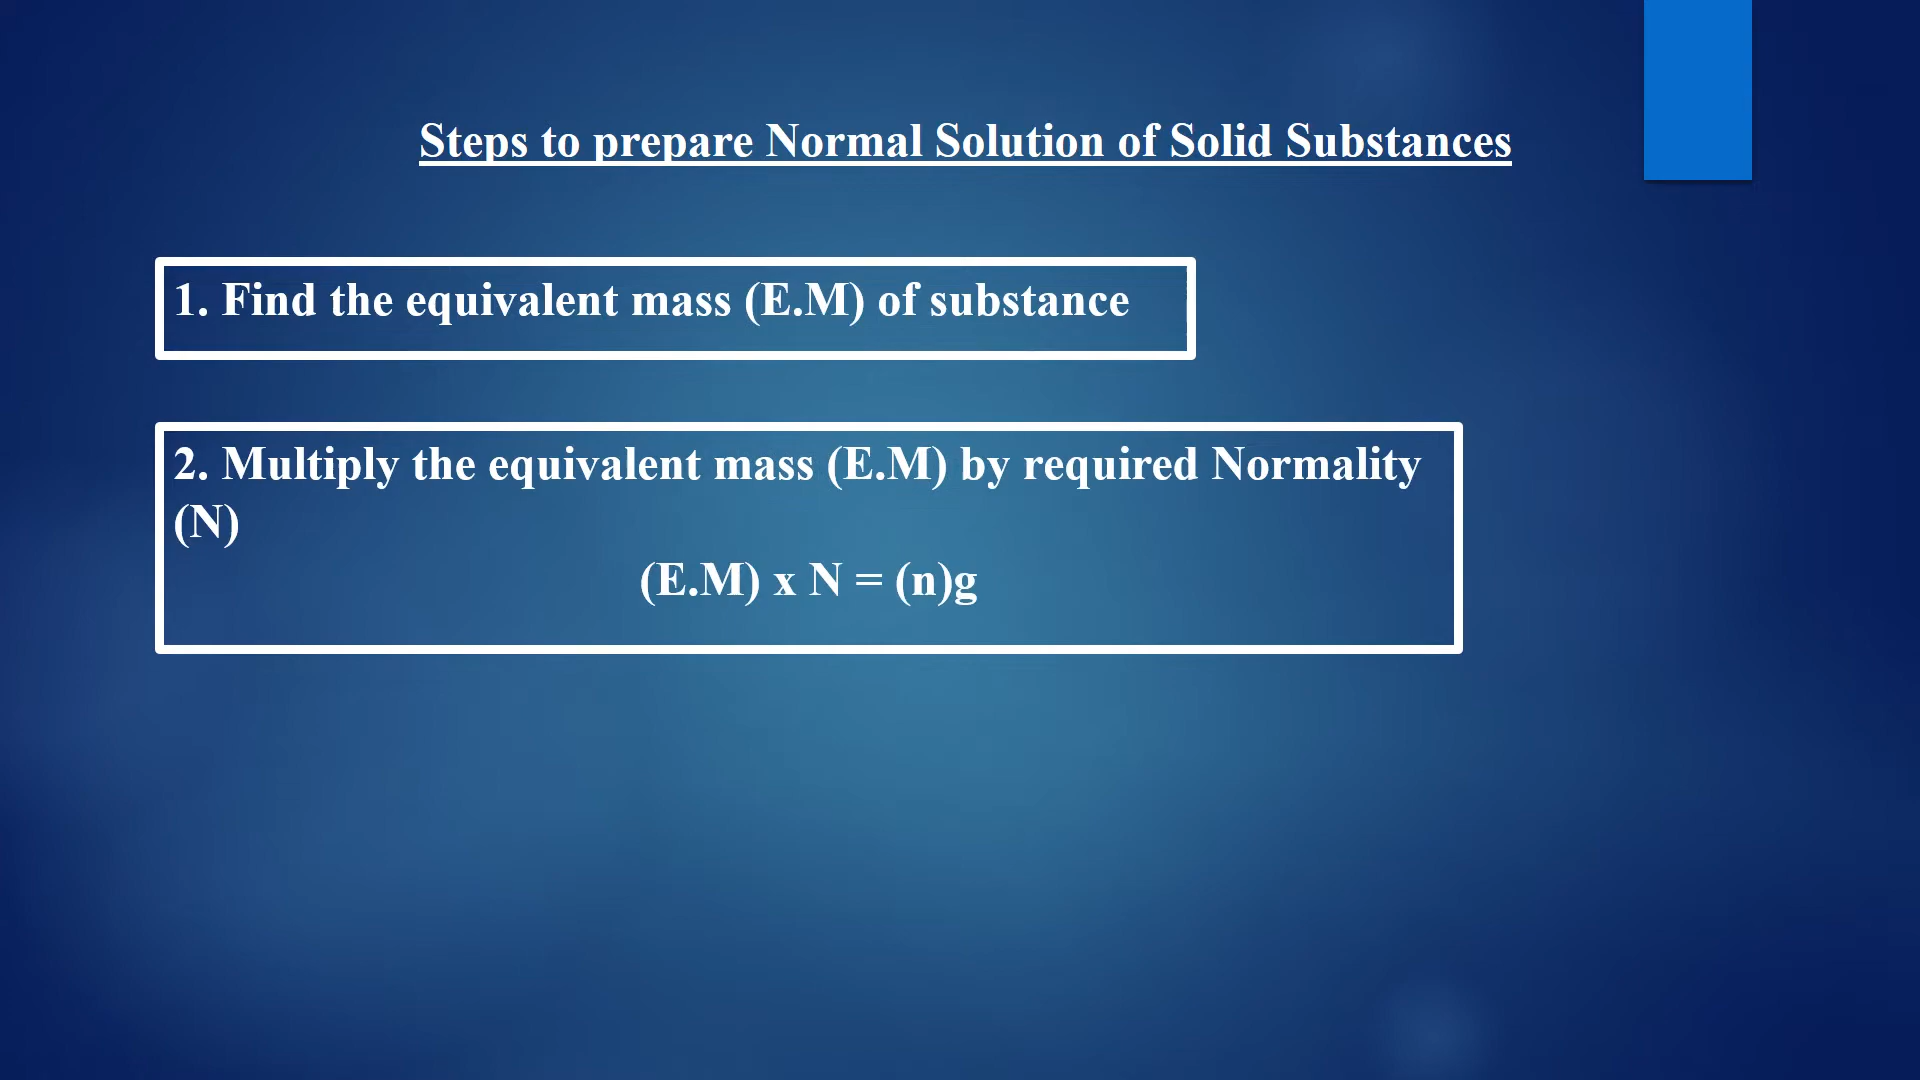 Steps to prepare Normal Solution of Solid Substances
1. Find the equivalent mass (E.M) of substance
2. Multiply the equivalent mass (E.M) by required Normality
(N)
(E.M) x N = (n)g